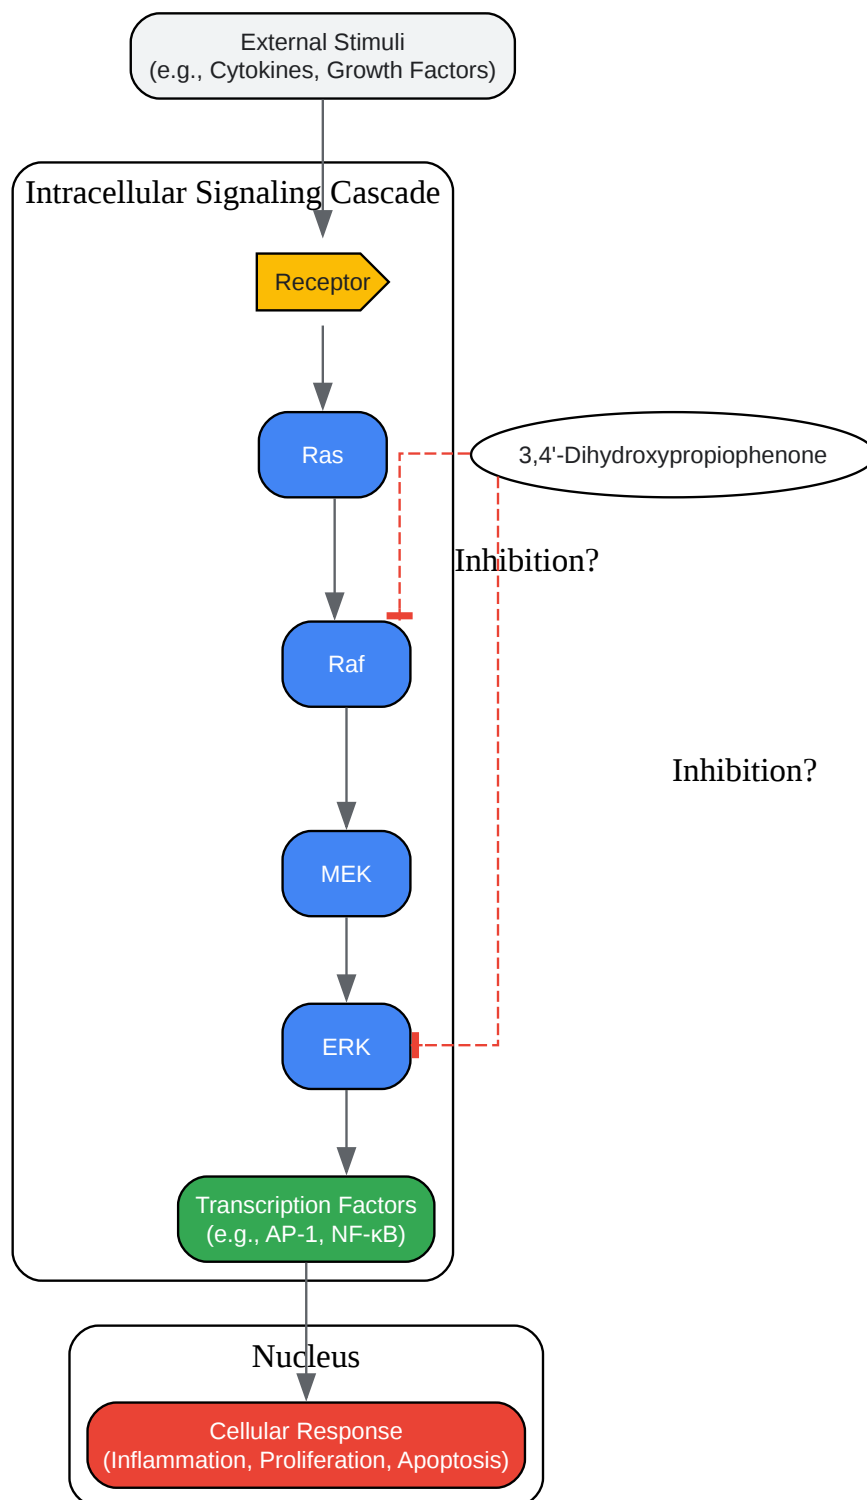 External Stimuli
(e.g., Cytokines, Growth Factors)
Intracellular Signaling Cascade
Receptor
Ras
3,4'-Dihydroxypropiophenone
Inhibition?
Raf
Inhibition?
MEK
ERK
Transcription Factors
(e.g., AP-1, NF-κB)
Nucleus
Cellular Response
(Inflammation, Proliferation, Apoptosis)